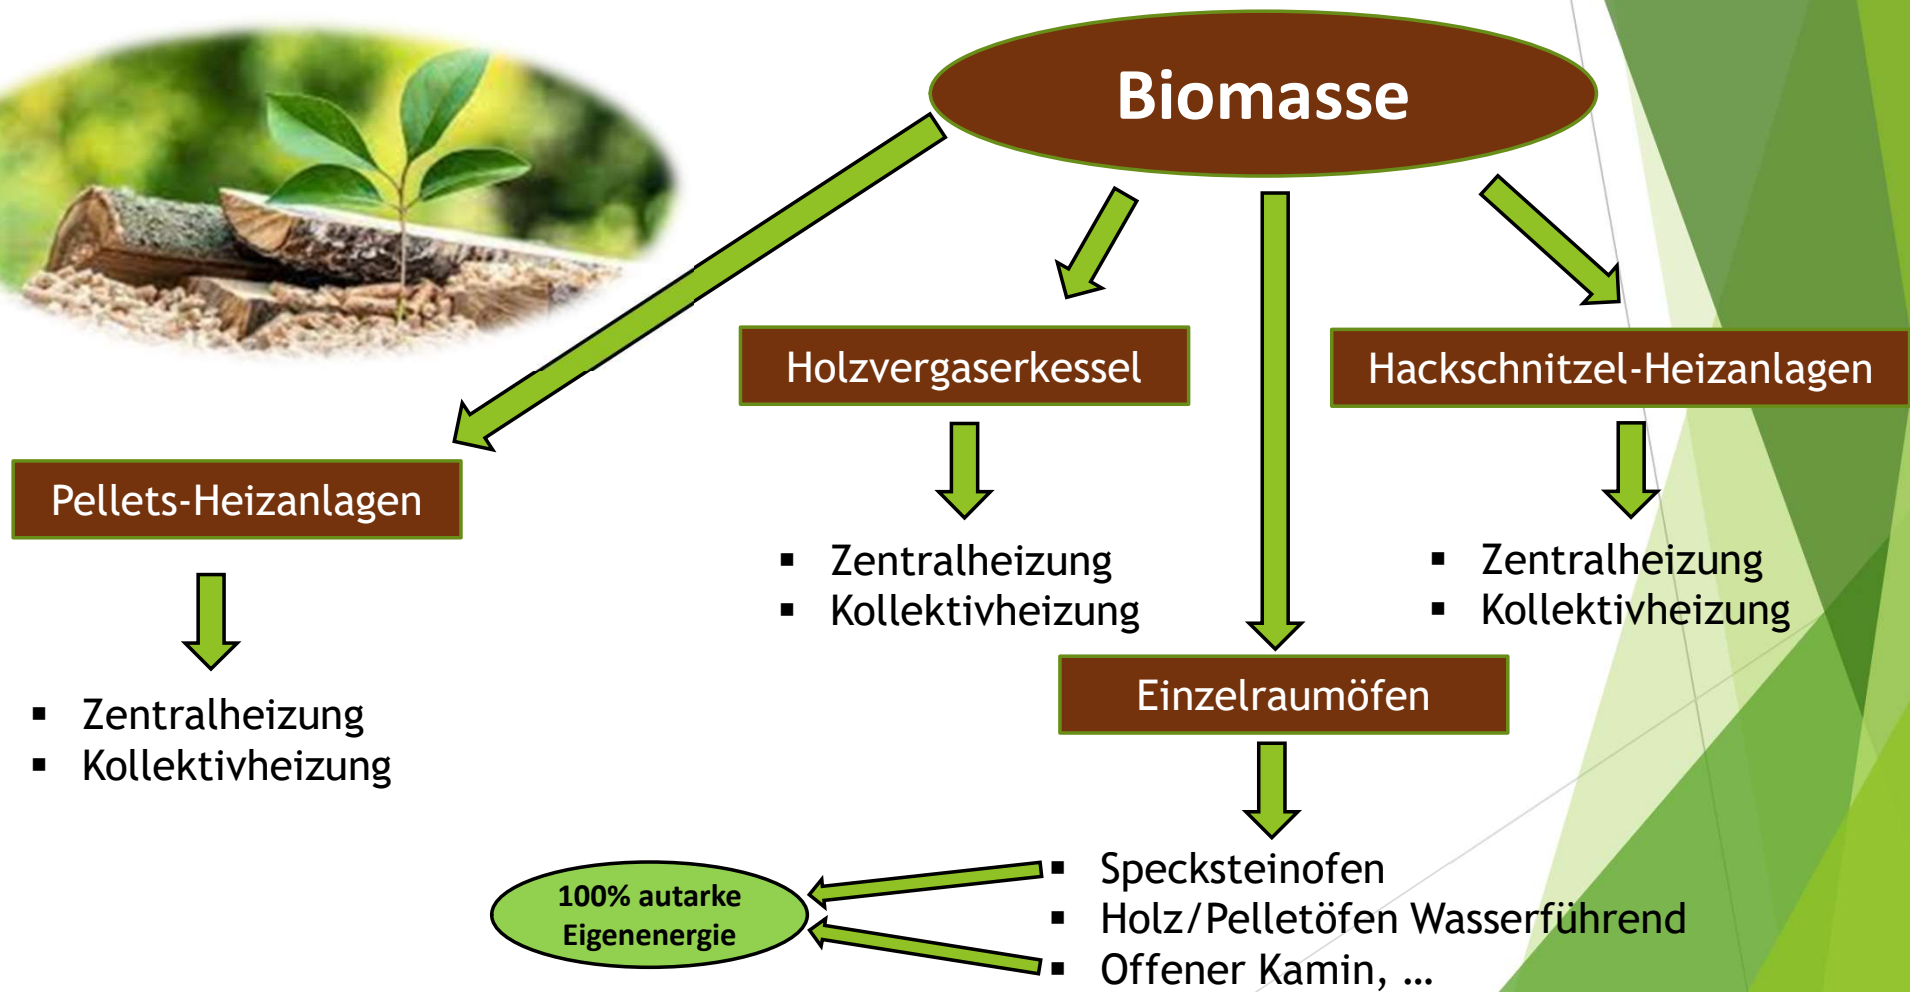 Biomasse
Holzvergaserkessel
Hackschnitzel-Heizanlagen
Pellets-Heizanlagen
▪ Zentralheizung
▪ Kollektivheizung
▪ Zentralheizung
▪ Kollektivheizung
Einzelraumöfen
▪ Zentralheizung
▪ Kollektivheizung
▪ Specksteinofen
▪ Holz/Pelletöfen Wasserführend
▪ Offener Kamin, …
100% autarke
Eigenenergie